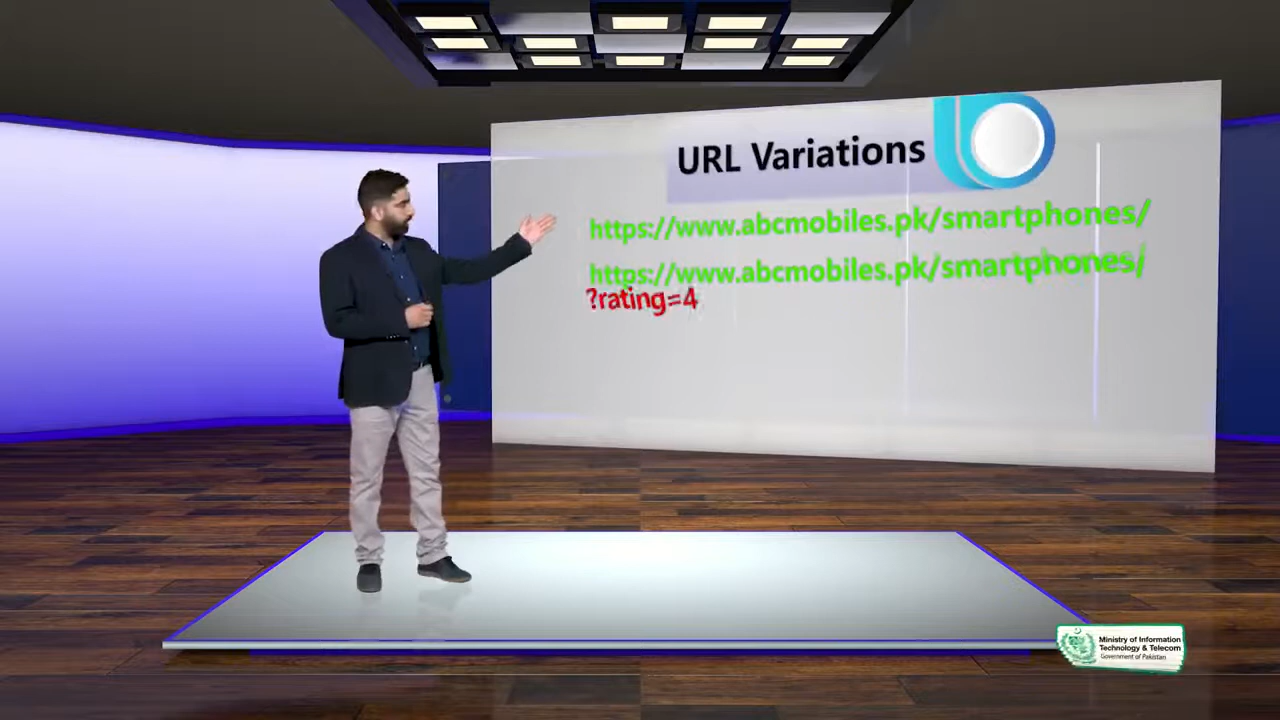 URL Variations
https://www.abcmobiles.pk/smartphones/
https://www.abcmobiles.pk/smartphones/
?rating=4
Ministry of Information
Technology & Telecom
Government of Pakistan